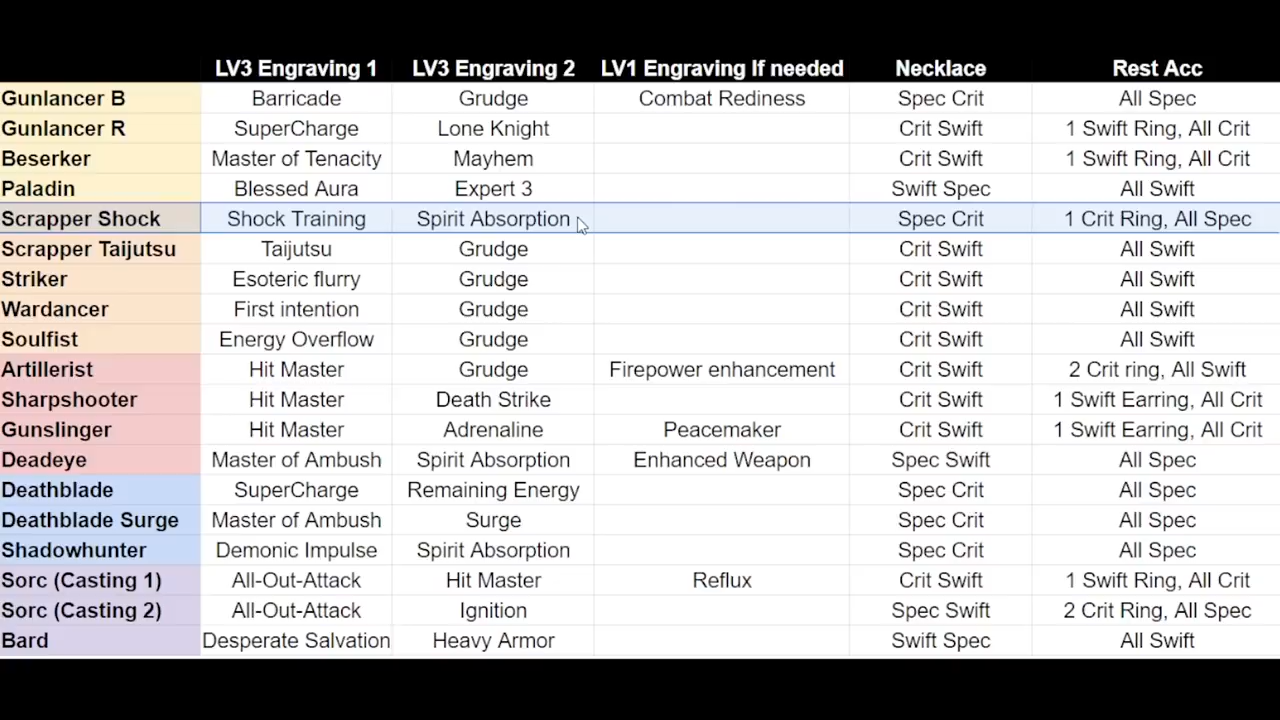 LV3 Engraving 1 LV3 Engraving 2 LV1 Engraving If needed Necklace Rest Acc
Gunlancer B Barricade Grudge Combat Rediness Spec Crit All Spec
Gunlancer R SuperCharge Lone Knight Crit Swift 1 Swift Ring, All Crit
Beserker Master of Tenacity Mayhem Crit Swift 1 Swift Ring, All Crit
Paladin Blessed Aura Expert 3 Swift Spec All Swift
Scrapper Shock Shock Training Spirit Absorption Spec Crit 1 Crit Ring, All Spec
Scrapper Taijutsu Taijutsu Grudge Crit Swift All Swift
Striker Esoteric flurry Grudge Crit Swift All Swift
Wardancer First intention Grudge Crit Swift All Swift
Soulfist Energy Overflow Grudge Crit Swift All Swift
Artillerist Hit Master Grudge Firepower enhancement Crit Swift 2 Crit ring, All Swift
Sharpshooter Hit Master Death Strike Crit Swift 1 Swift Earring, All Crit
Gunslinger Hit Master Adrenaline Peacemaker Crit Swift 1 Swift Earring, All Crit
Deadeye Master of Ambush Spirit Absorption Enhanced Weapon Spec Swift All Spec
Deathblade SuperCharge Remaining Energy Spec Crit All Spec
Deathblade Surge Master of Ambush Surge Spec Crit All Spec
Shadowhunter Demonic Impulse Spirit Absorption Spec Crit All Spec
Sorc (Casting 1) All-Out-Attack Hit Master Reflux Crit Swift 1 Swift Ring, All Crit
Sorc (Casting 2) All-Out-Attack Ignition Spec Swift 2 Crit Ring, All Spec
Bard Desperate Salvation Heavy Armor Swift Spec All Swift